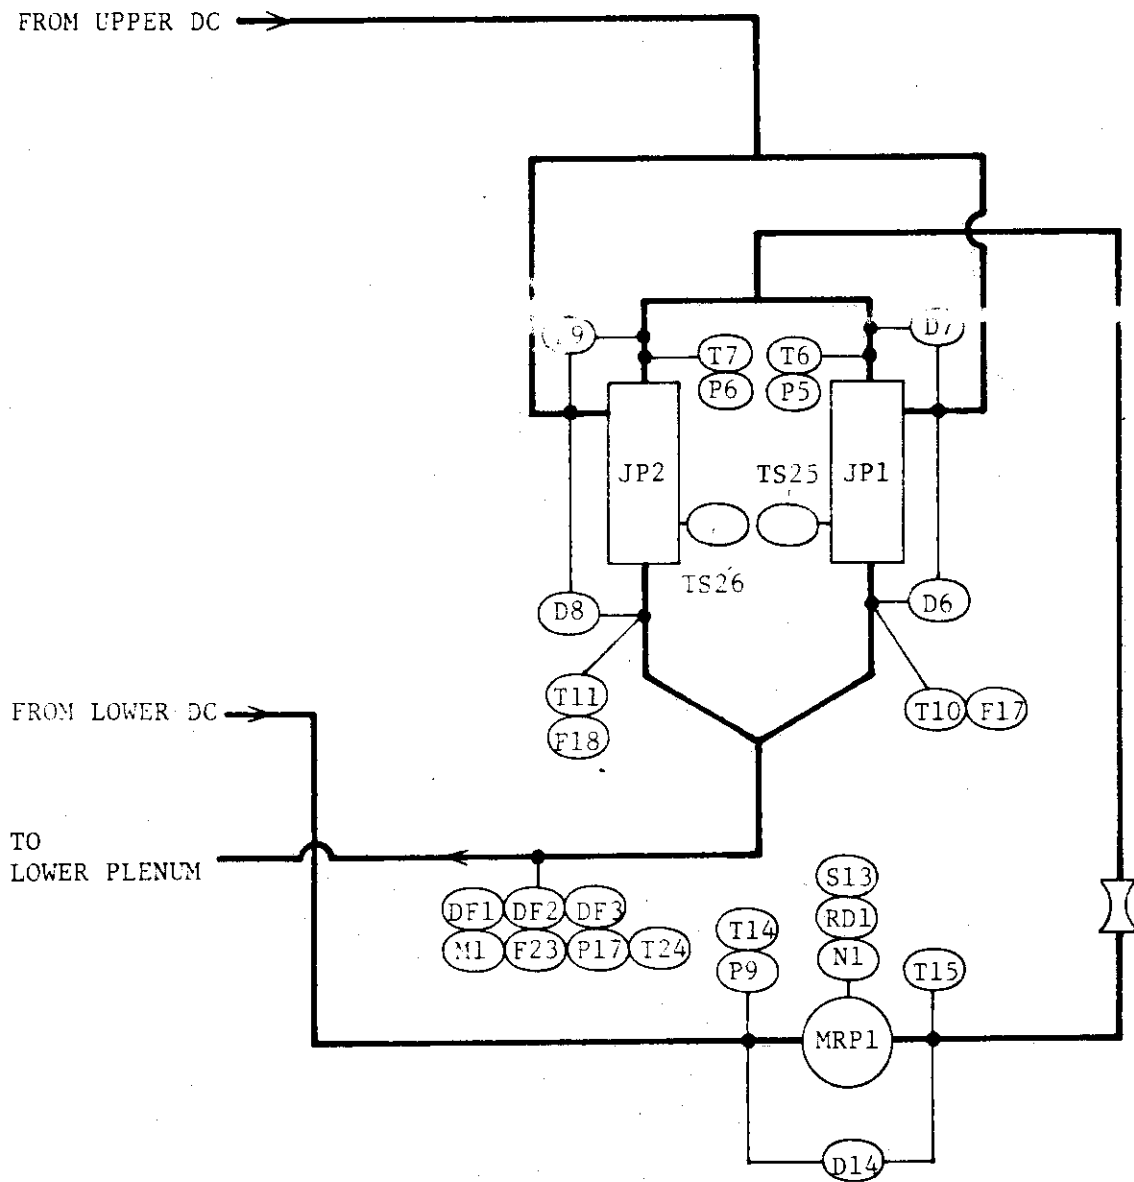 FROM UPPER DC
9
D7
T7
T6
P6
P5
JP2
TS25
JP1
TS26
D8
D6
T11
T10
F17
F18
FROM LOWER DC
TO
LOWER PLENUM
DF1
DF2
DF3
M1
F23
P17
T24
S13
RD1
N1
T14
P9
T15
MRP1
D14